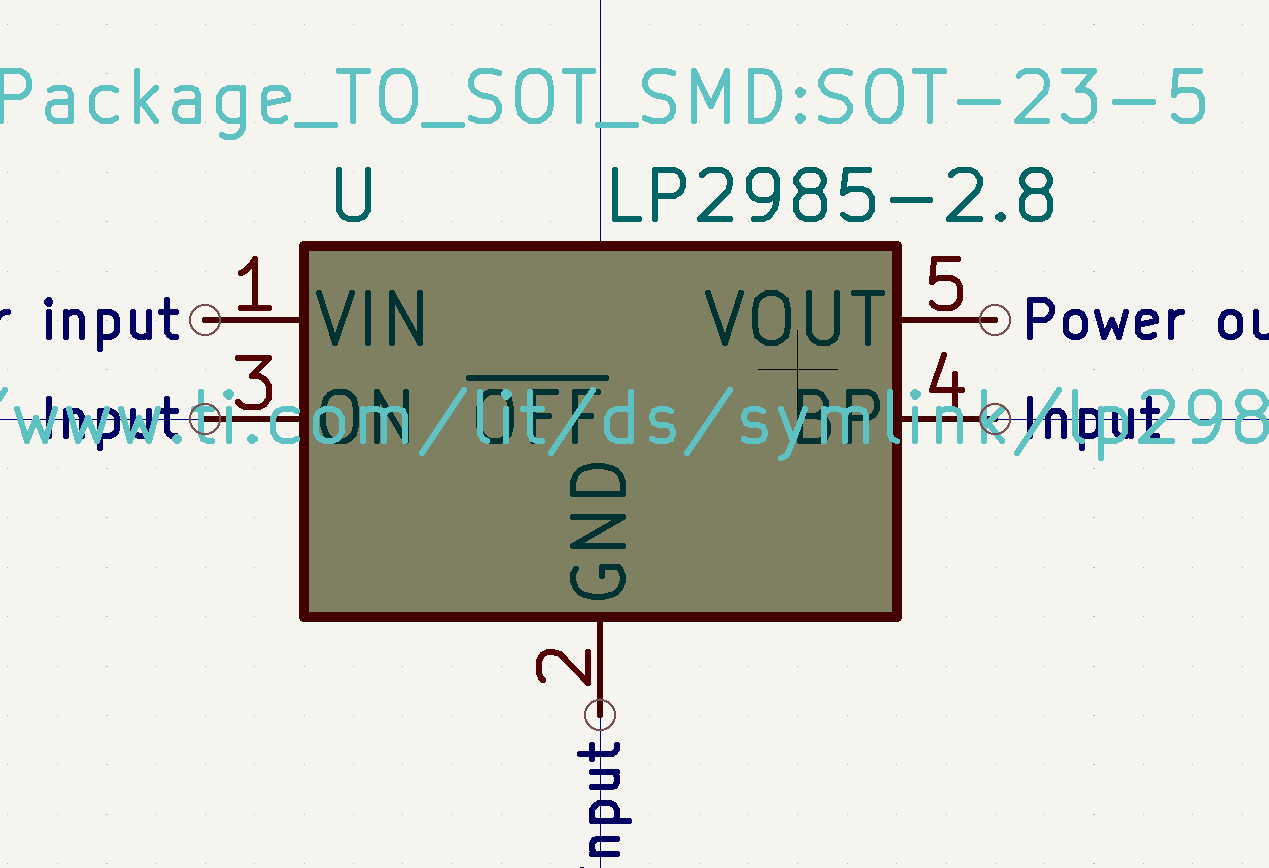 Package_TO_SOT_SMD:SOT-23-5
U LP2985-2.8
r input 1 VIN VOUT 5 Power ou
Input 3 ON/OFF BP 4 Input
/www.ti.com/lit/ds/symlink/lp298
GND
2
input